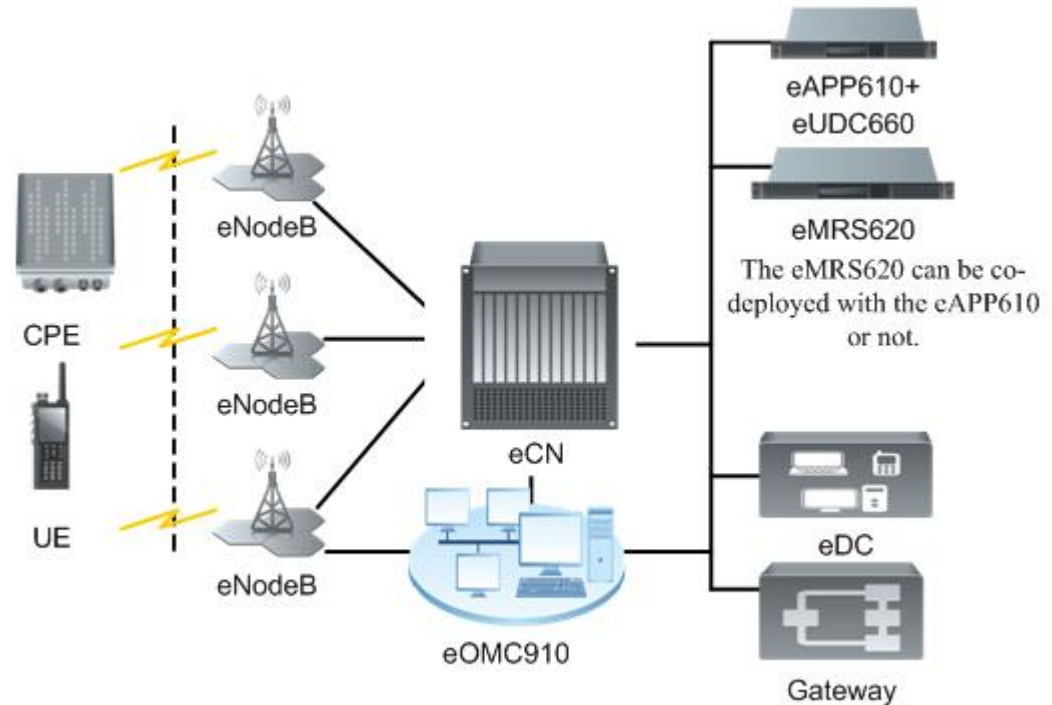 eAPP610+
eUDC660
eMRS620
The eMRS620 can be co-
deployed with the eAPP610
or not.
eNodeB
CPE
eNodeB
eCN
UE
eNodeB
eOMC910
eDC
Gateway